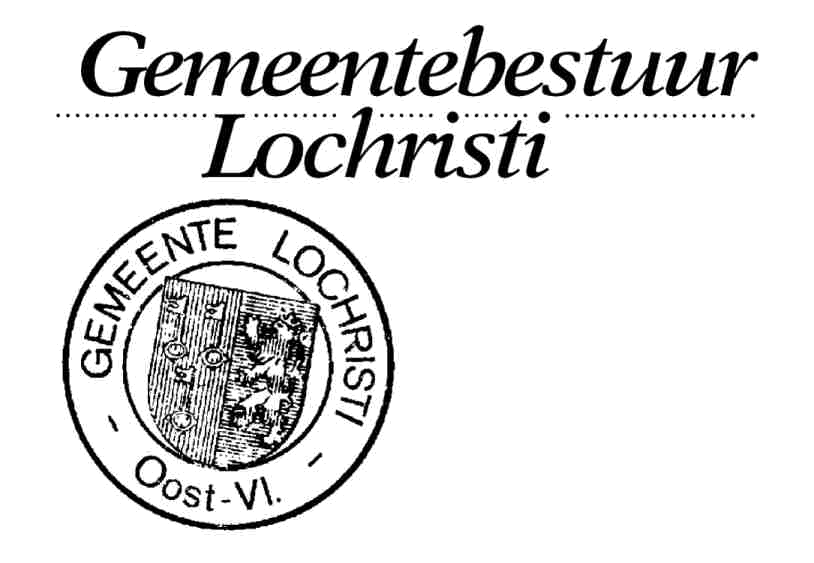 Gemeentebestuur
Lochristi
GEMEENTE LOCHRISTI
- Oost-Vl. -